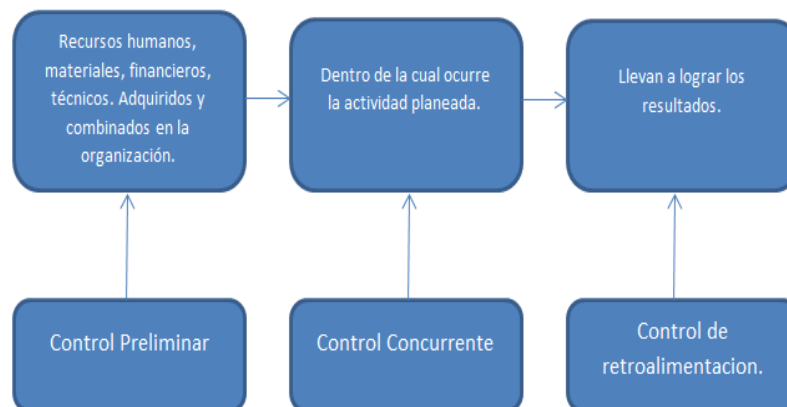 Recursos humanos,
materiales, financieros,
técnicos. Adquiridos y
combinados en la
organización.
Dentro de la cual ocurre
la actividad planeada.
Llevan a lograr los
resultados.
Control Preliminar
Control Concurrente
Control de
retroalimentacion.